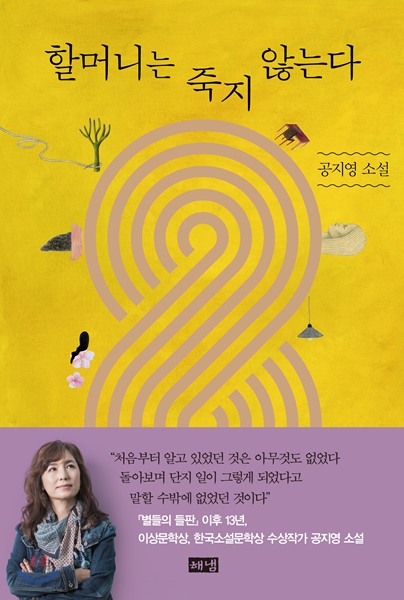 할머니는 죽지 않는다
공지영 소설
“처음부터 알고 있었던 것은 아무것도 없었다
돌아보며 단지 일이 그렇게 되었다고
말할 수밖에 없었던 것이다”
『별들의 들판』 이후 13년,
이상문학상, 한국소설문학상 수상작가 공지영 소설
해냄